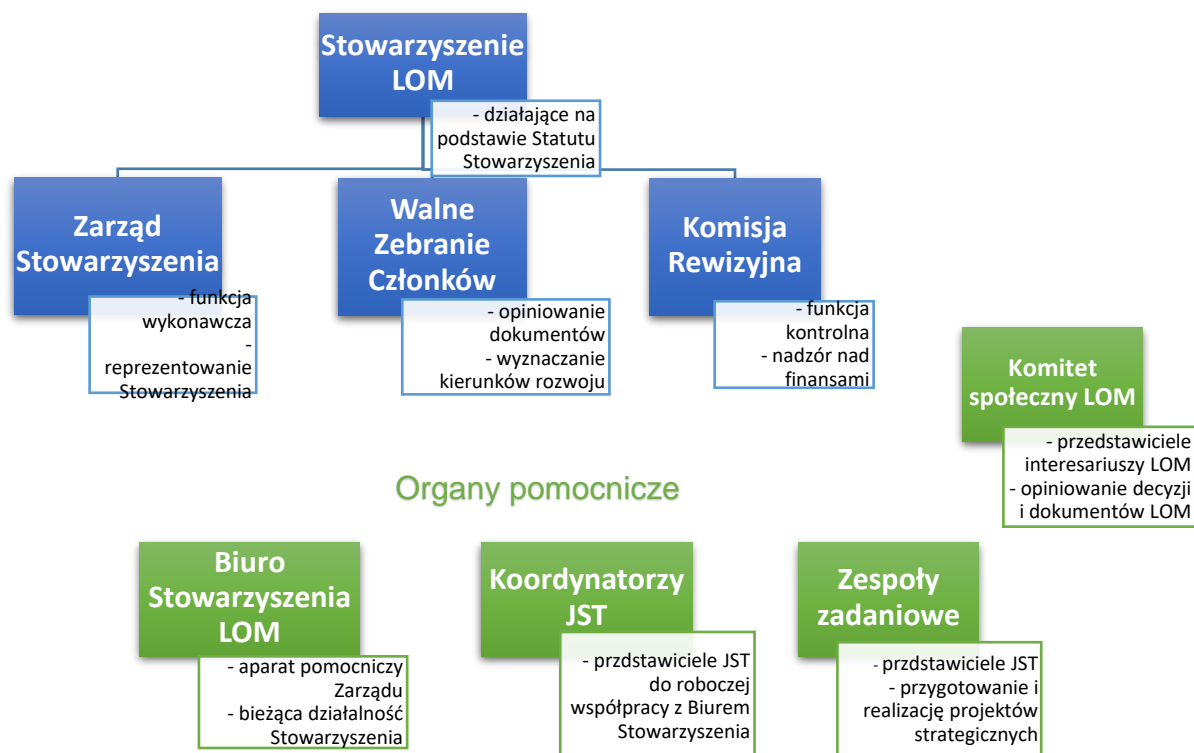 Stowarzyszenie
LOM
- działające na
podstawie Statutu
Stowarzyszenia
Zarząd
Stowarzyszenia
- funkcja
wykonawcza
-
reprezentowanie
Stowarzyszenia
Walne
Zebranie
Członków
- opiniowanie
dokumentów
- wyznaczanie
kierunków rozwoju
Komisja
Rewizyjna
- funkcja
kontrolna
- nadzór nad
finansami
Komitet
społeczny LOM
- przedstawiciele
interesariuszy LOM
- opiniowanie decyzji
i dokumentów LOM
Organy pomocnicze
Biuro
Stowarzyszenia
LOM
- aparat pomocniczy
Zarządu
- bieżąca działalność
Stowarzyszenia
Koordynatorzy
JST
- przdstawiciele JST
do roboczej
współpracy z Biurem
Stowarzyszenia
Zespoły
zadaniowe
- przdstawiciele JST
- przygotowanie i
realizację projektów
strategicznych